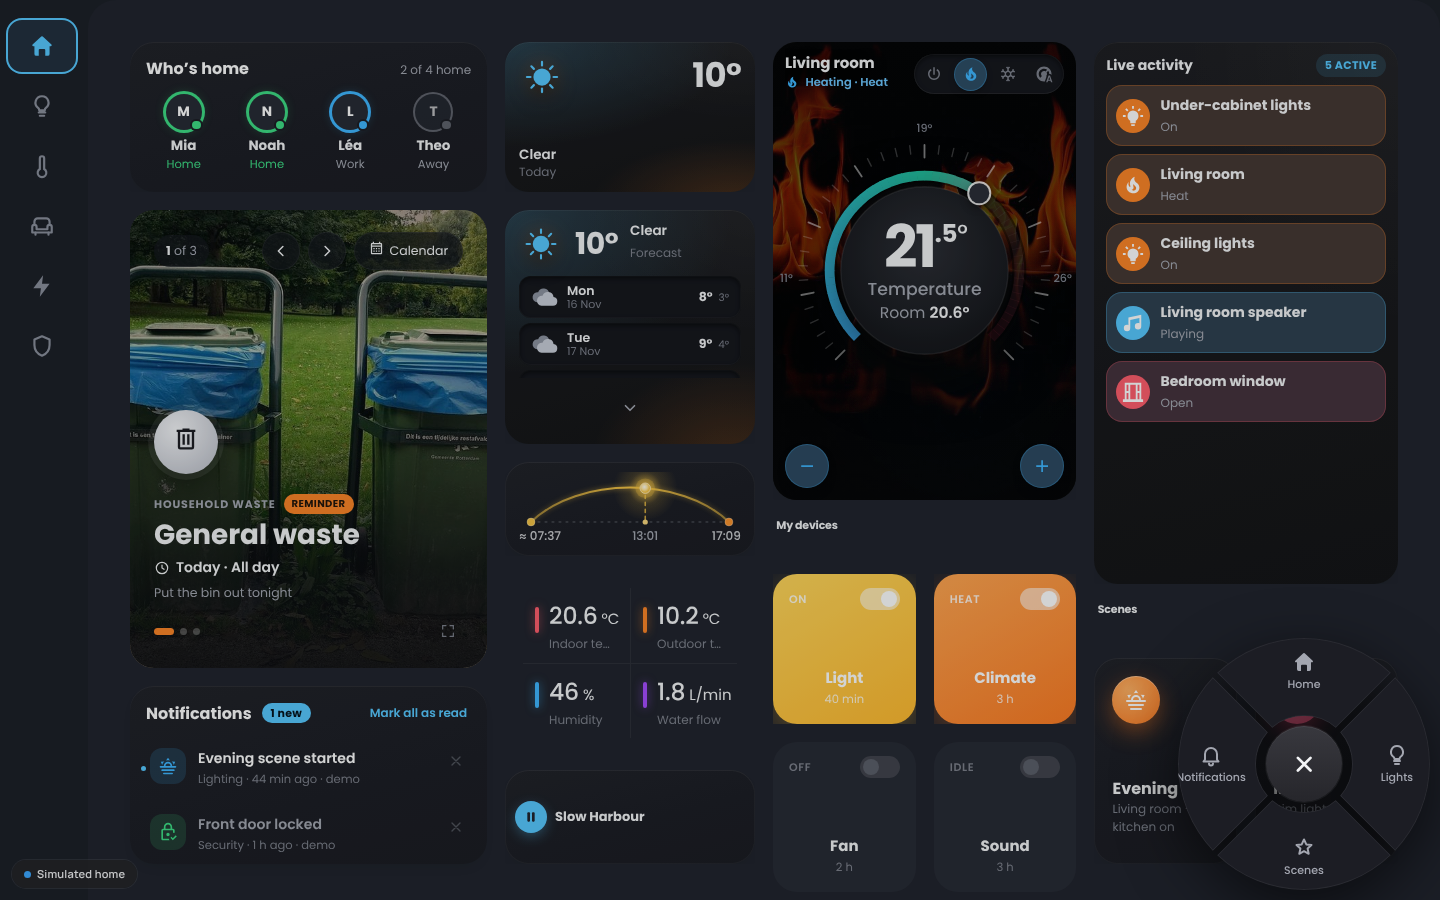 Who's home
2 of 4 home
M
N
L
T
Mia
Noah
Léa
Theo
Home
Home
Work
Away
1 of 3
Calendar
HOUSEHOLD WASTE
REMINDER
General waste
Today · All day
Put the bin out tonight
Notifications
1 new
Mark all as read
Evening scene started
Lighting · 44 min ago · demo
Front door locked
Security · 1 h ago · demo
Simulated home
10°
Clear
Today
10°
Clear
Forecast
Mon
16 Nov
8° 3°
Tue
17 Nov
9° 4°
≈ 07:37
13:01
17:09
20.6 °C
Indoor te...
10.2 °C
Outdoor t...
46 %
Humidity
1.8 L/min
Water flow
Slow Harbour
Living room
Heating · Heat
A
19°
11°
26°
21.5°
Temperature
Room 20.6°
My devices
ON
Light
40 min
HEAT
Climate
3 h
OFF
Fan
2 h
IDLE
Sound
3 h
Live activity
5 ACTIVE
Under-cabinet lights
On
Living room
Heat
Ceiling lights
On
Living room speaker
Playing
Bedroom window
Open
Scenes
Evening
Living room
kitchen on
Home
Notifications
Lights
Scenes